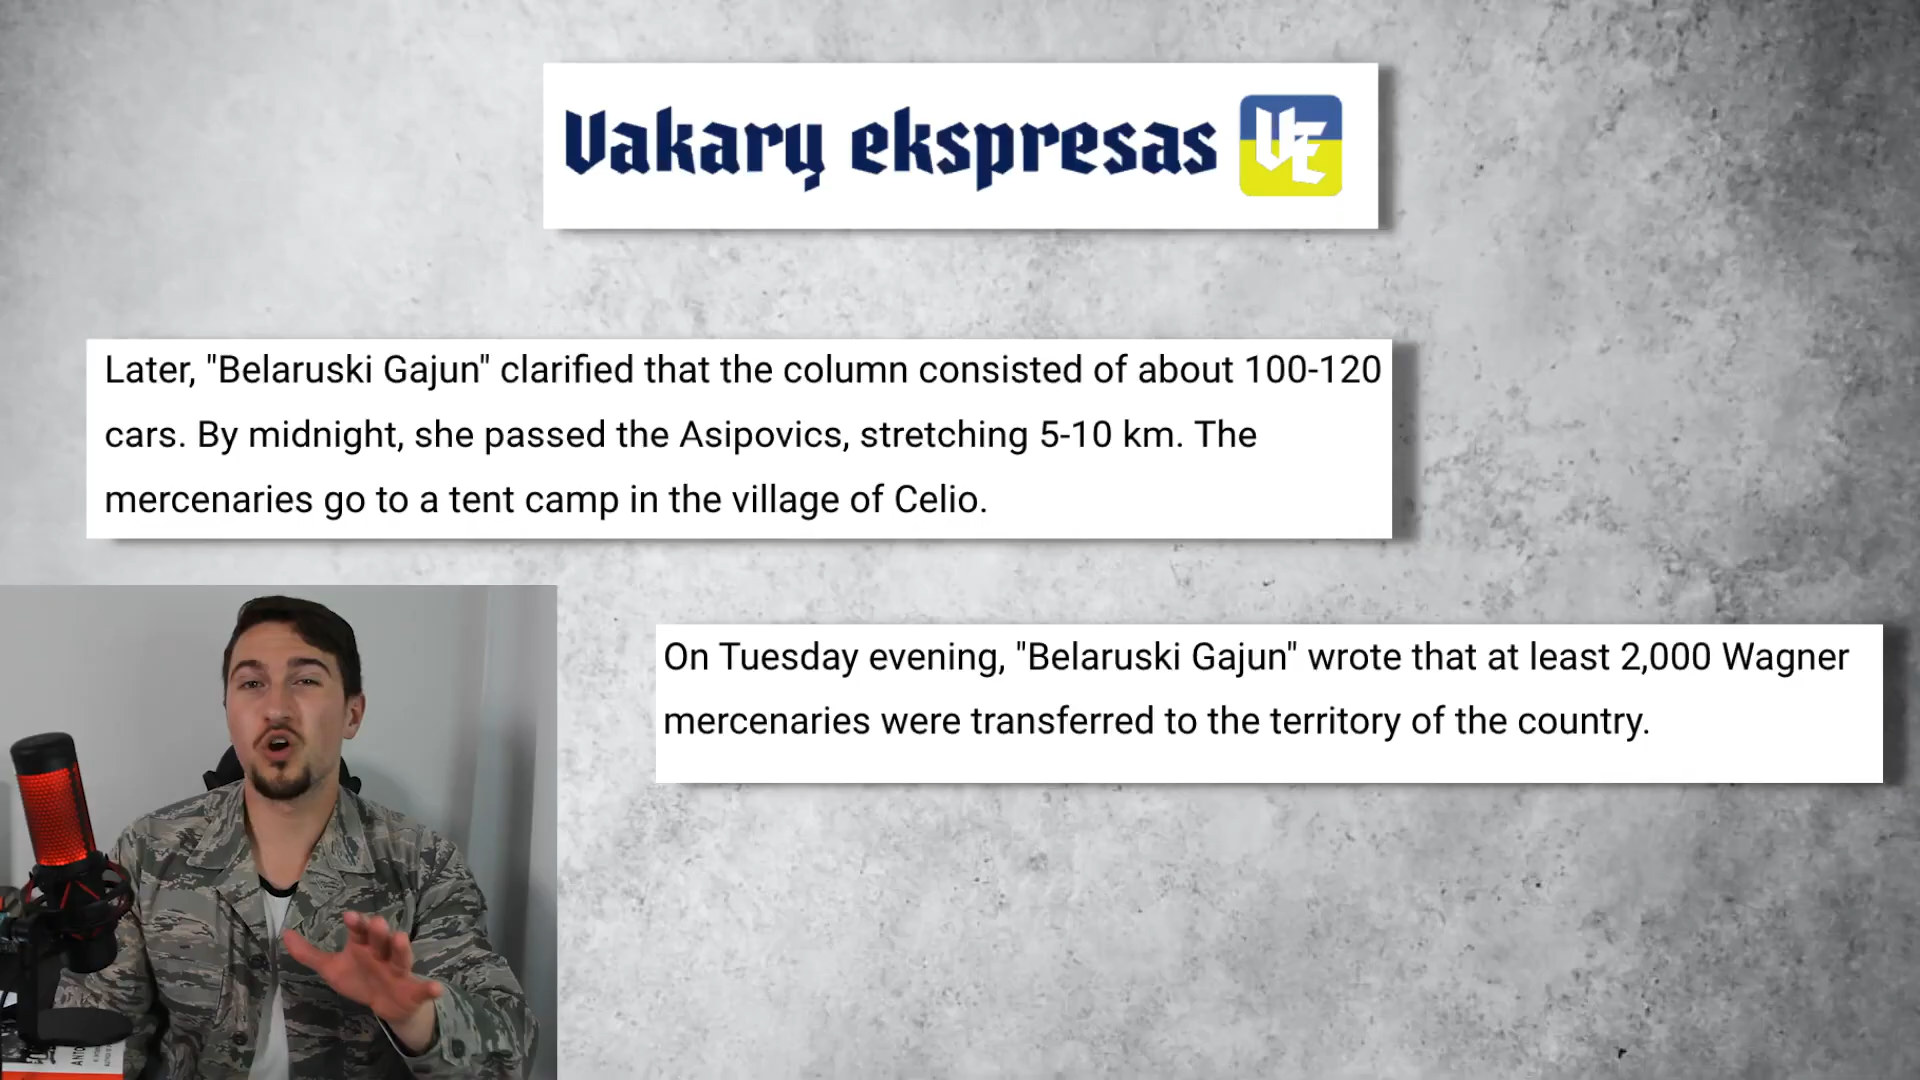 Vakarų ekspresas VE
Later, "Belaruski Gajun" clarified that the column consisted of about 100-120
cars. By midnight, she passed the Asipovics, stretching 5-10 km. The
mercenaries go to a tent camp in the village of Celio.
On Tuesday evening, "Belaruski Gajun" wrote that at least 2,000 Wagner
mercenaries were transferred to the territory of the country.